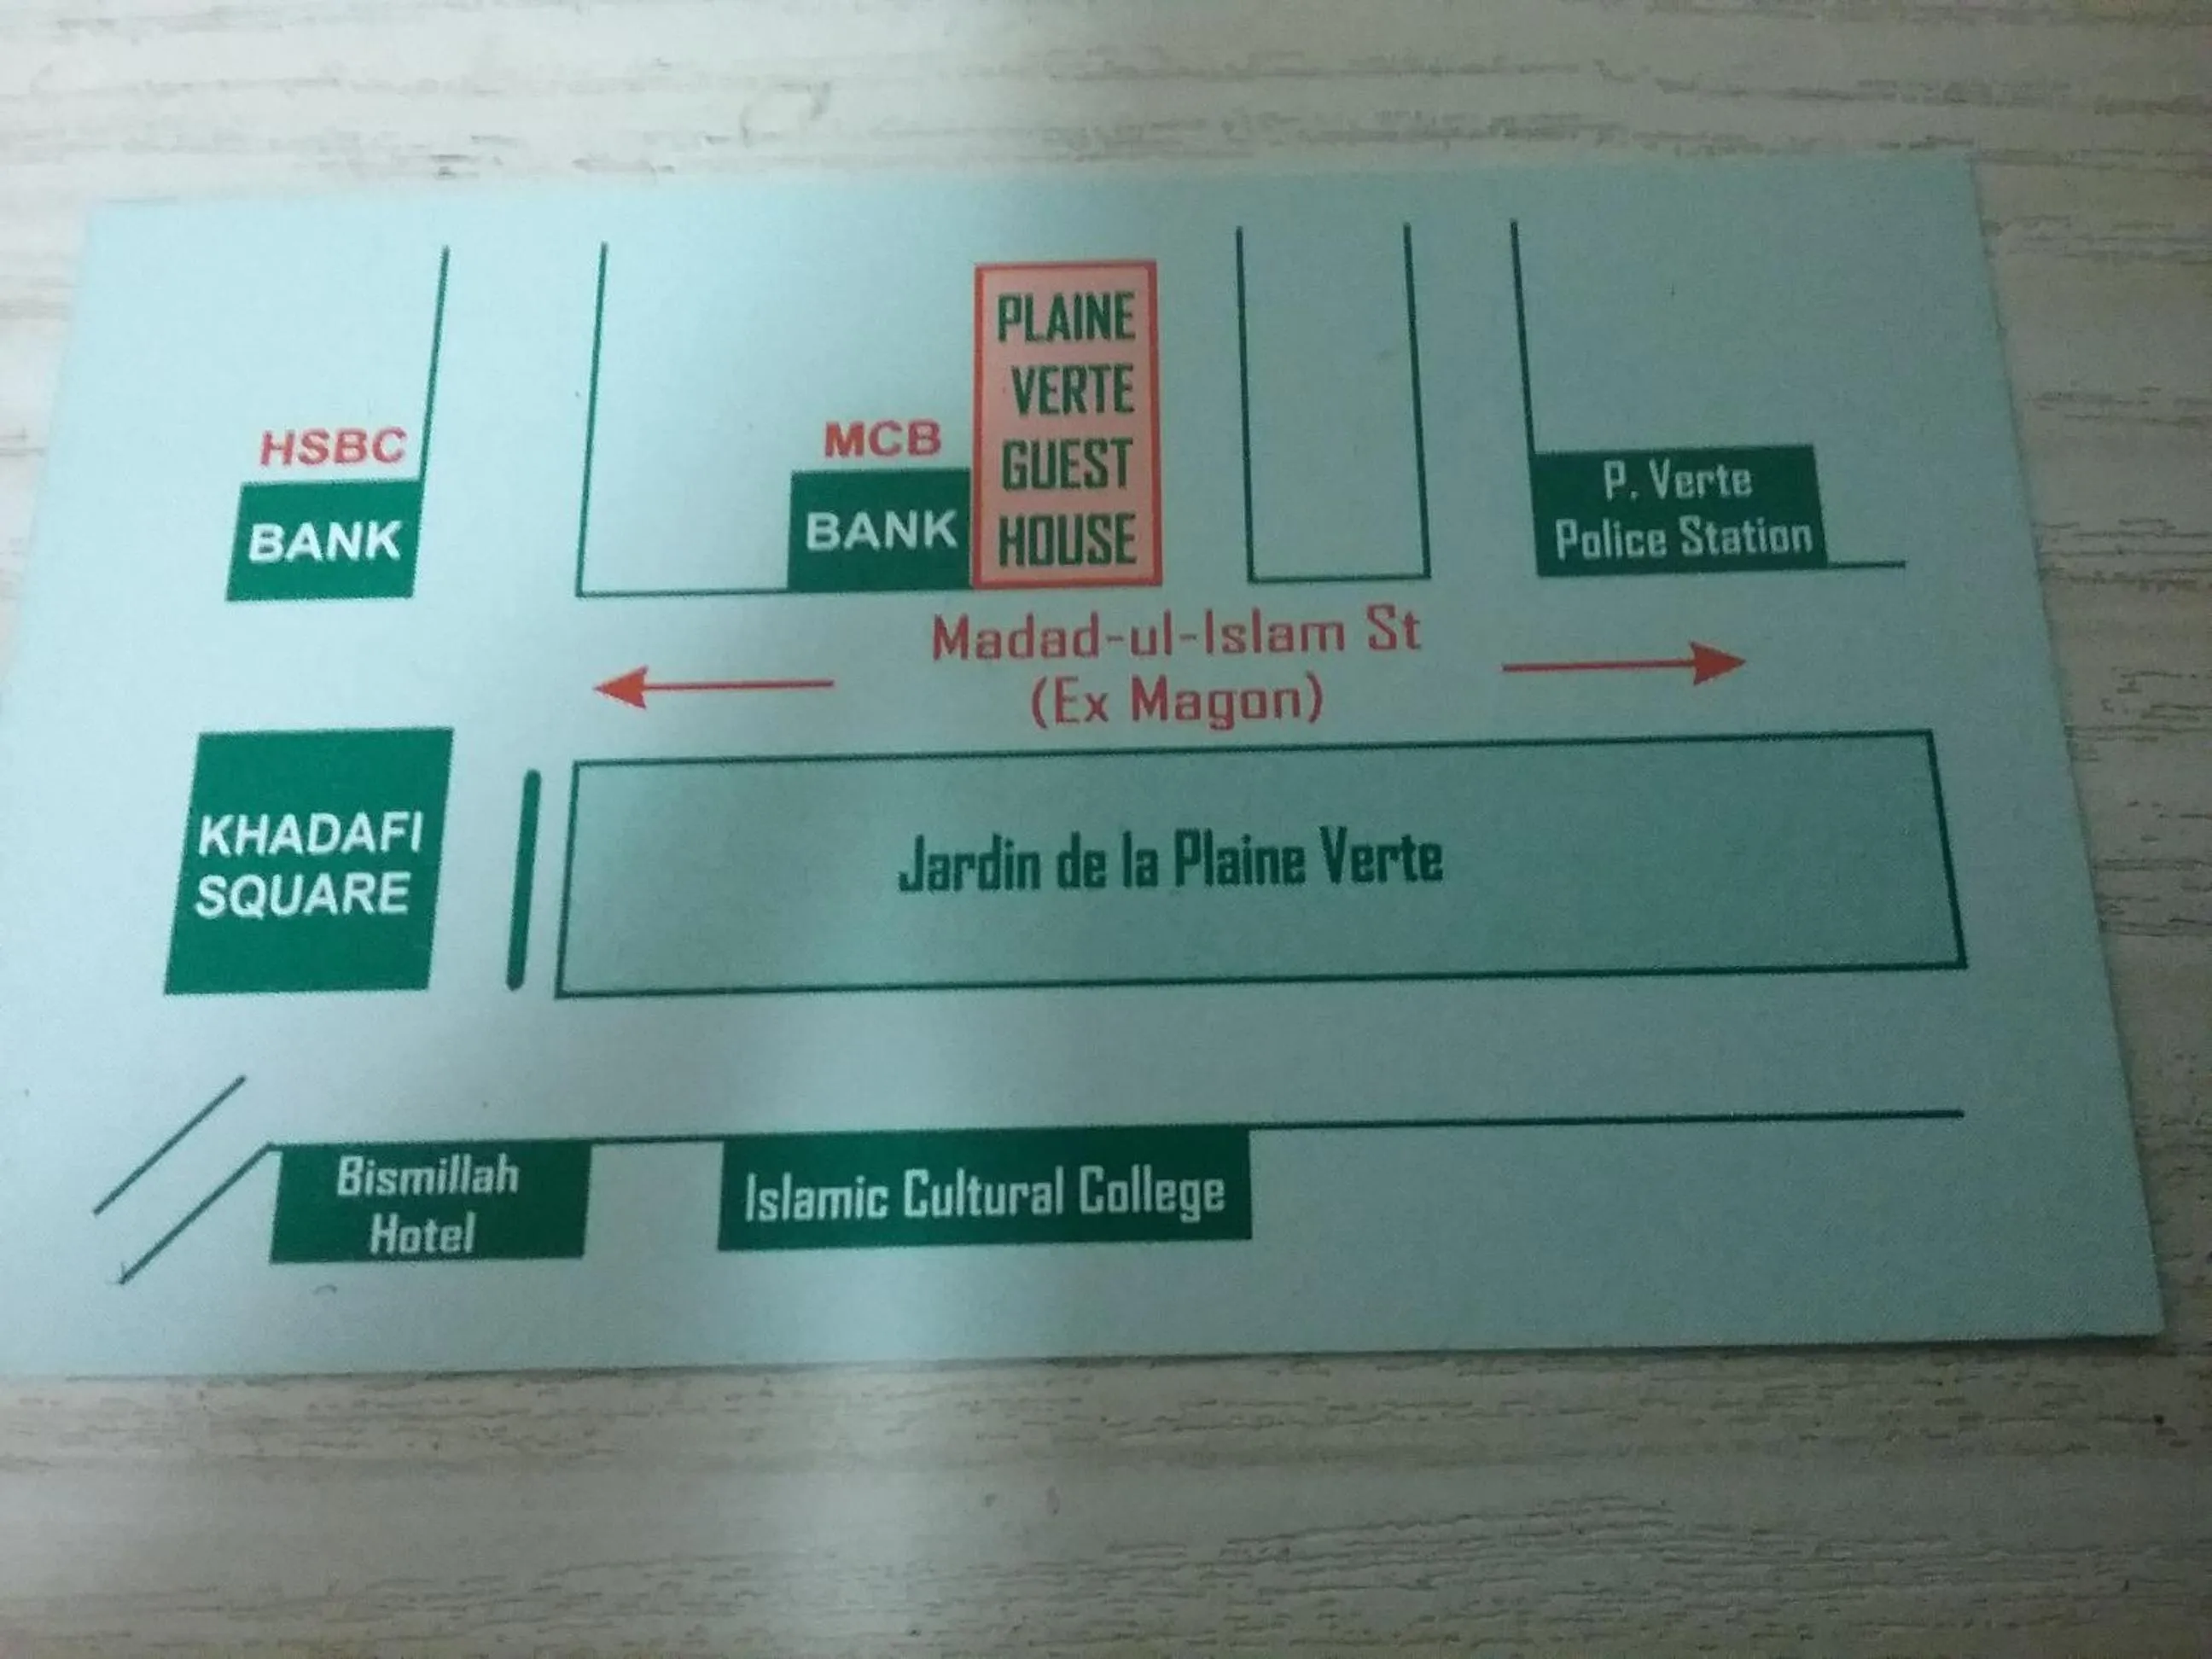 PLAINE
VERTE
GUEST
HOUSE
HSBC
BANK
MCB
BANK
P. Verte
Police Station
Madad-ul-Islam St
(Ex Magon)
KHADAFI
SQUARE
Jardin de la Plaine Verte
Bismillah
Hotel
Islamic Cultural College